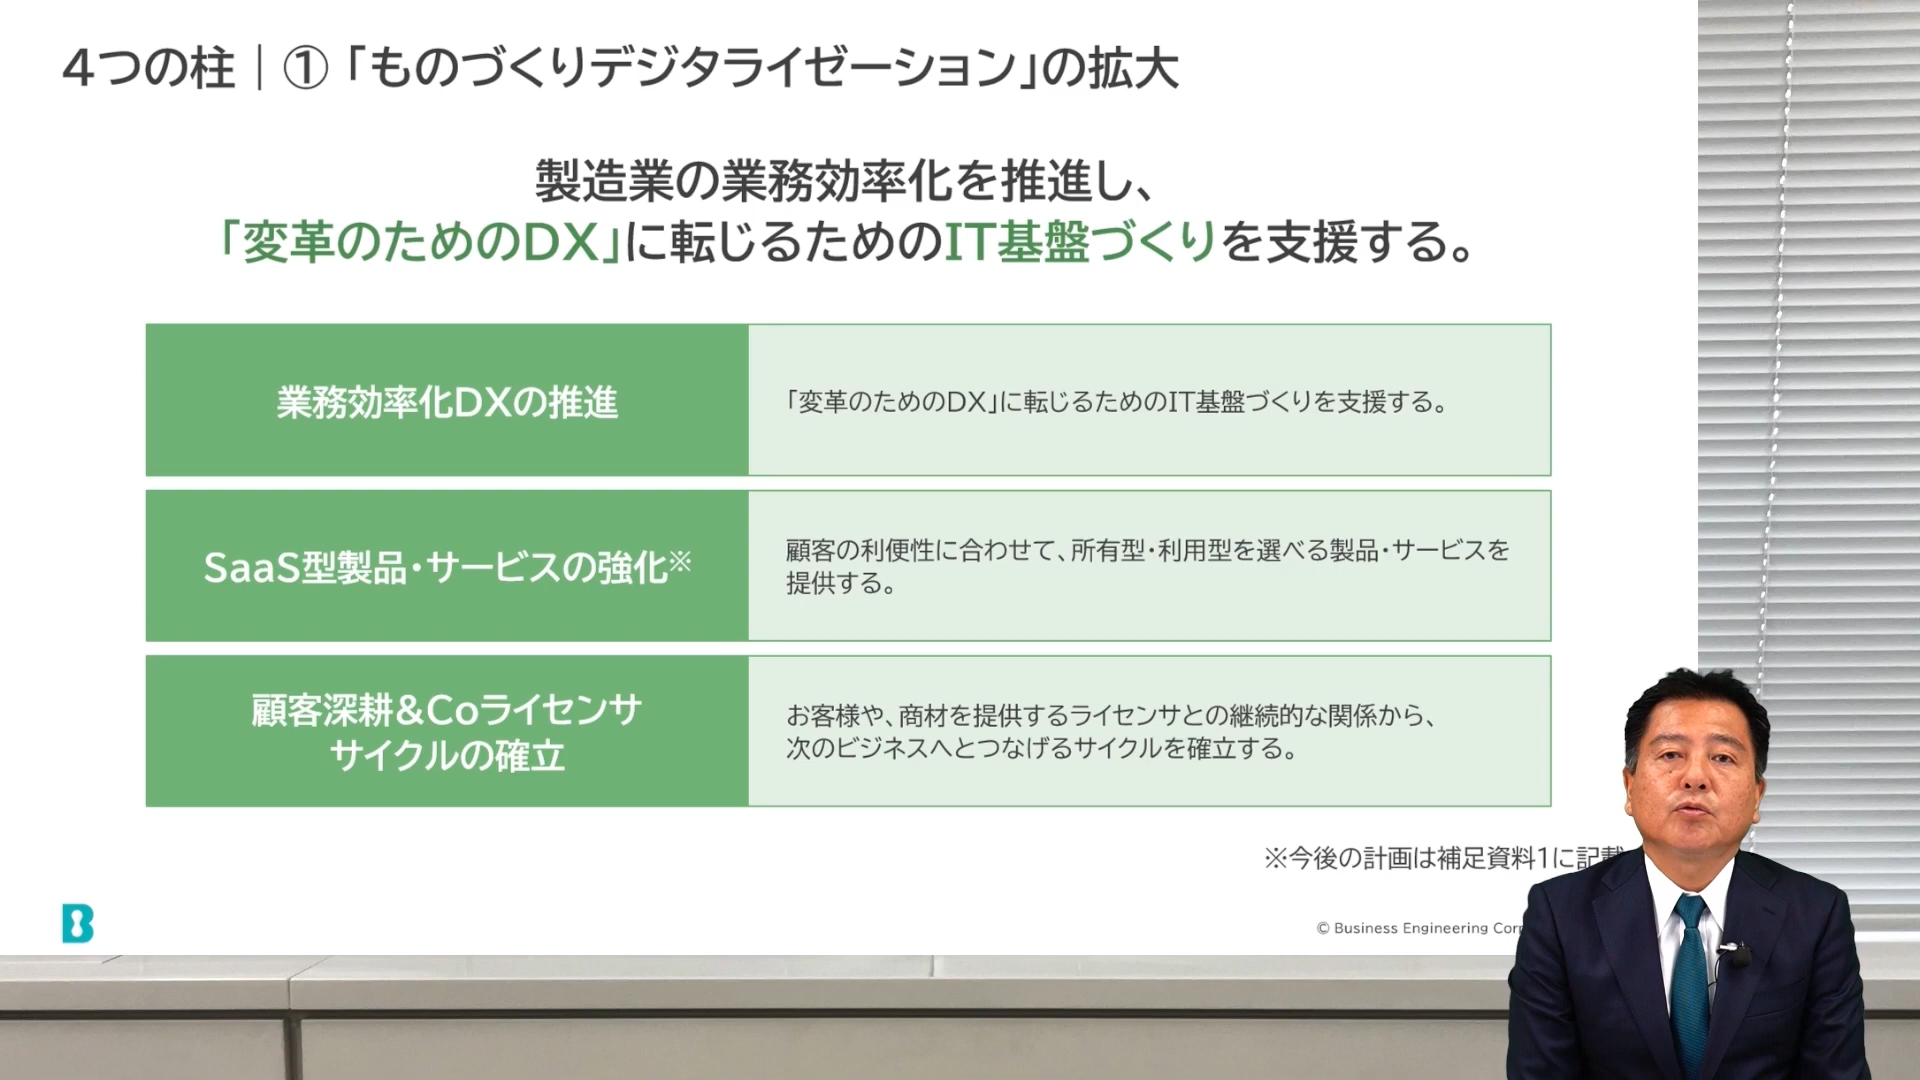 4つの柱｜①「ものづくりデジタライゼーション」の拡大
製造業の業務効率化を推進し、
「変革のためのDX」に転じるためのIT基盤づくりを支援する。
業務効率化DXの推進
「変革のためのDX」に転じるためのIT基盤づくりを支援する。
SaaS型製品・サービスの強化※
顧客の利便性に合わせて、所有型・利用型を選べる製品・サービスを
提供する。
顧客深耕&Coライセンサ
サイクルの確立
お客様や、商材を提供するライセンサとの継続的な関係から、
次のビジネスへとつなげるサイクルを確立する。
※今後の計画は補足資料1に記載
© Business Engineering